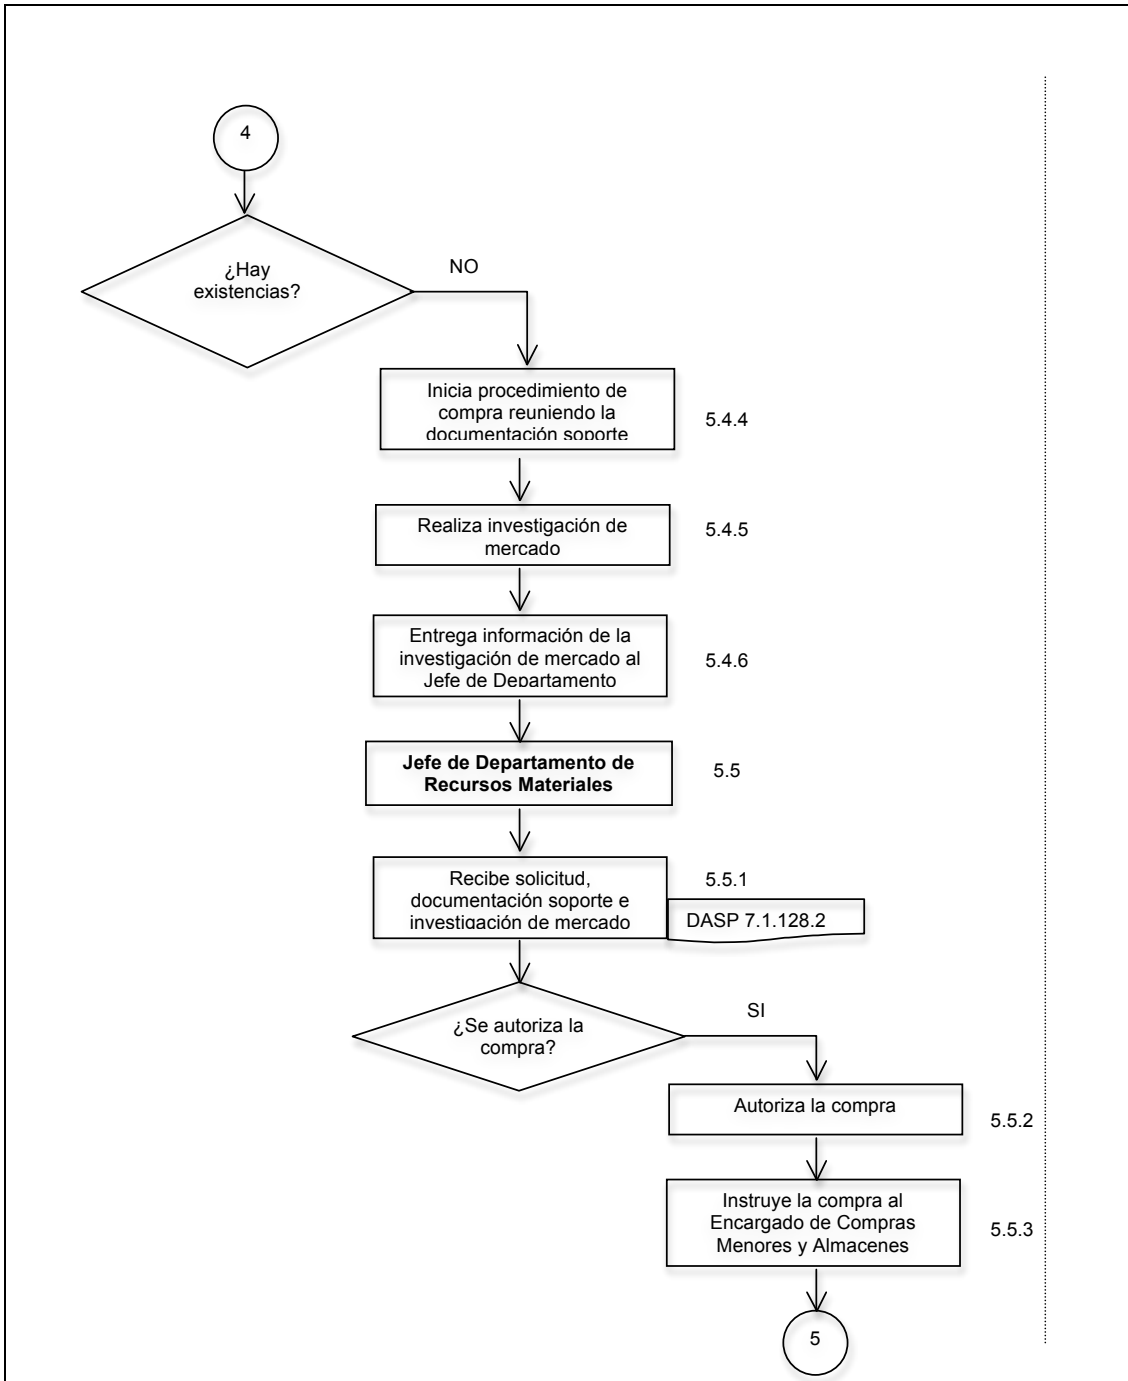 4
¿Hay
existencias?
NO
Inicia procedimiento de
compra reuniendo la
documentación soporte
5.4.4
Realiza investigación de
mercado
5.4.5
Entrega información de la
investigación de mercado al
Jefe de Departamento
5.4.6
Jefe de Departamento de
Recursos Materiales
5.5
Recibe solicitud,
documentación soporte e
investigación de mercado
5.5.1
DASP 7.1.128.2
¿Se autoriza la
compra?
SI
Autoriza la compra
5.5.2
Instruye la compra al
Encargado de Compras
Menores y Almacenes
5.5.3
5